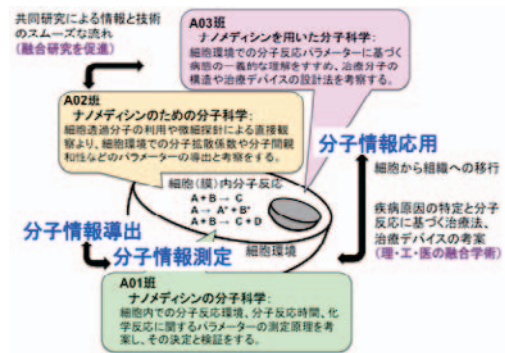 共同研究による情報と技術
のスムーズな流れ
(融合研究を促進)
A03班
ナノメディシンを用いた分子科学:
細胞環境での分子反応パラメーターに基づく
病態の一義的な理解をすすめ、治療分子の
構造や治療デバイスの設計法を考察する。
A02班
ナノメディシンのための分子科学:
細胞透過分子の利用や微細探針による直接観
察より、細胞環境での分子拡散係数や分子間親
和性などのパラメーターの導出と考察をする。
分子情報応用
細胞から組織への移行
細胞(膜)内分子反応
A + B → C
A → A* + B*
A + B → C + D
疾病原因の特定と分子
反応に基づく治療法、
治療デバイスの考案
(理・工・医の融合学術)
分子情報導出
細胞環境
分子情報測定
A01班
ナノメディシンの分子科学:
細胞内での分子反応環境、分子反応時間、化
学反応に関するパラメーターの測定原理を考
案し、その決定と検証をする。